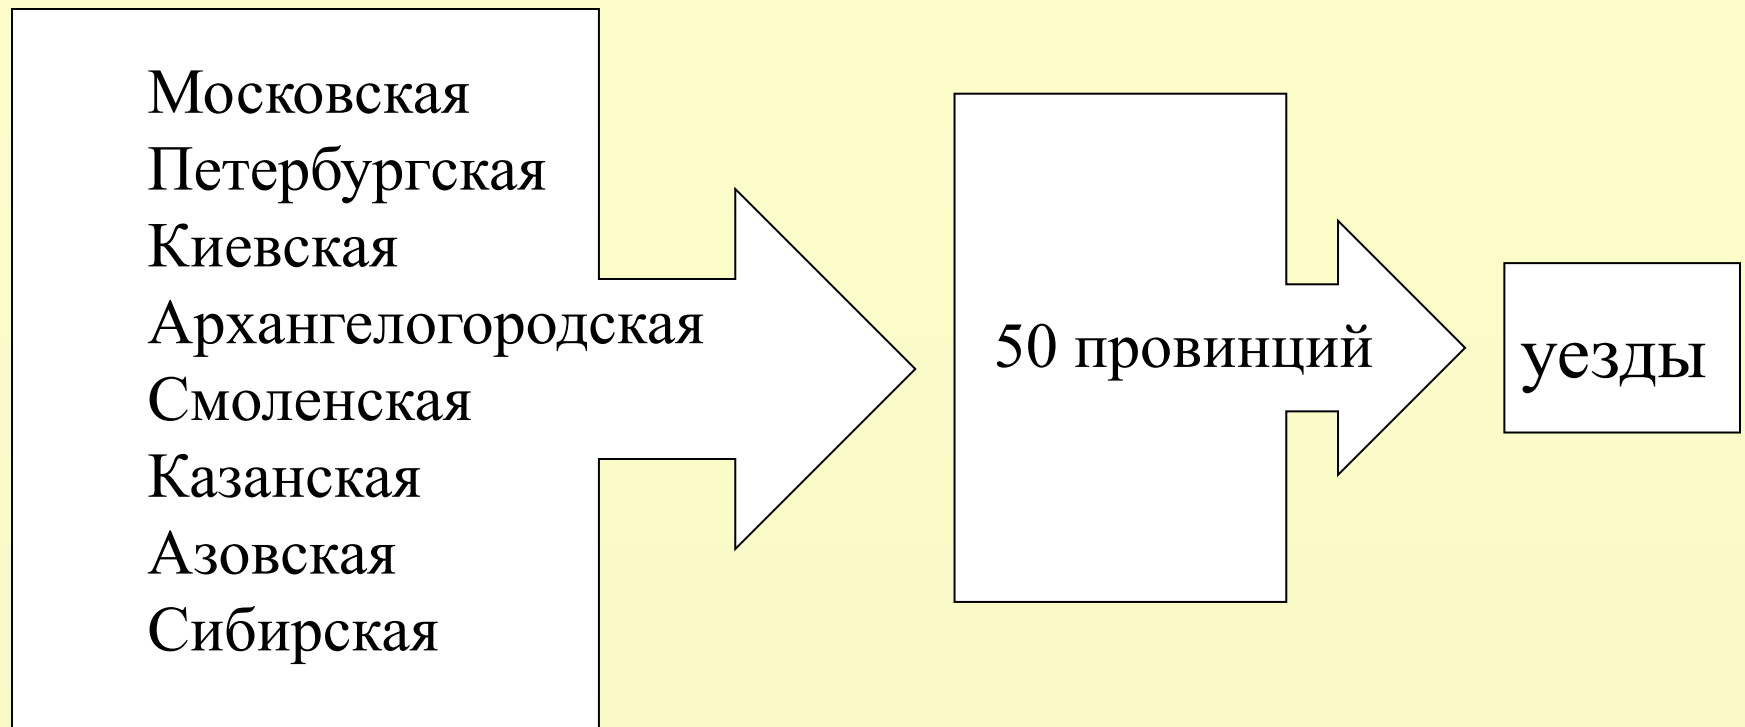 Московская
Петербургская
Киевская
Архангелогородская
Смоленская
Казанская
Азовская
Сибирская
50 провинций
уезды